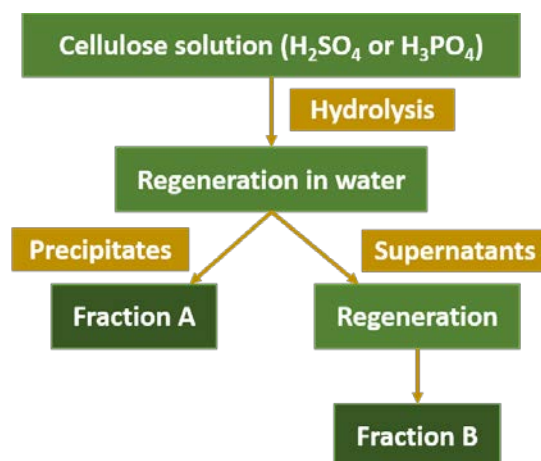 Cellulose solution (H₂SO₄ or H₃PO₄)
Hydrolysis
Regeneration in water
Precipitates
Supernatants
Fraction A
Regeneration
Fraction B